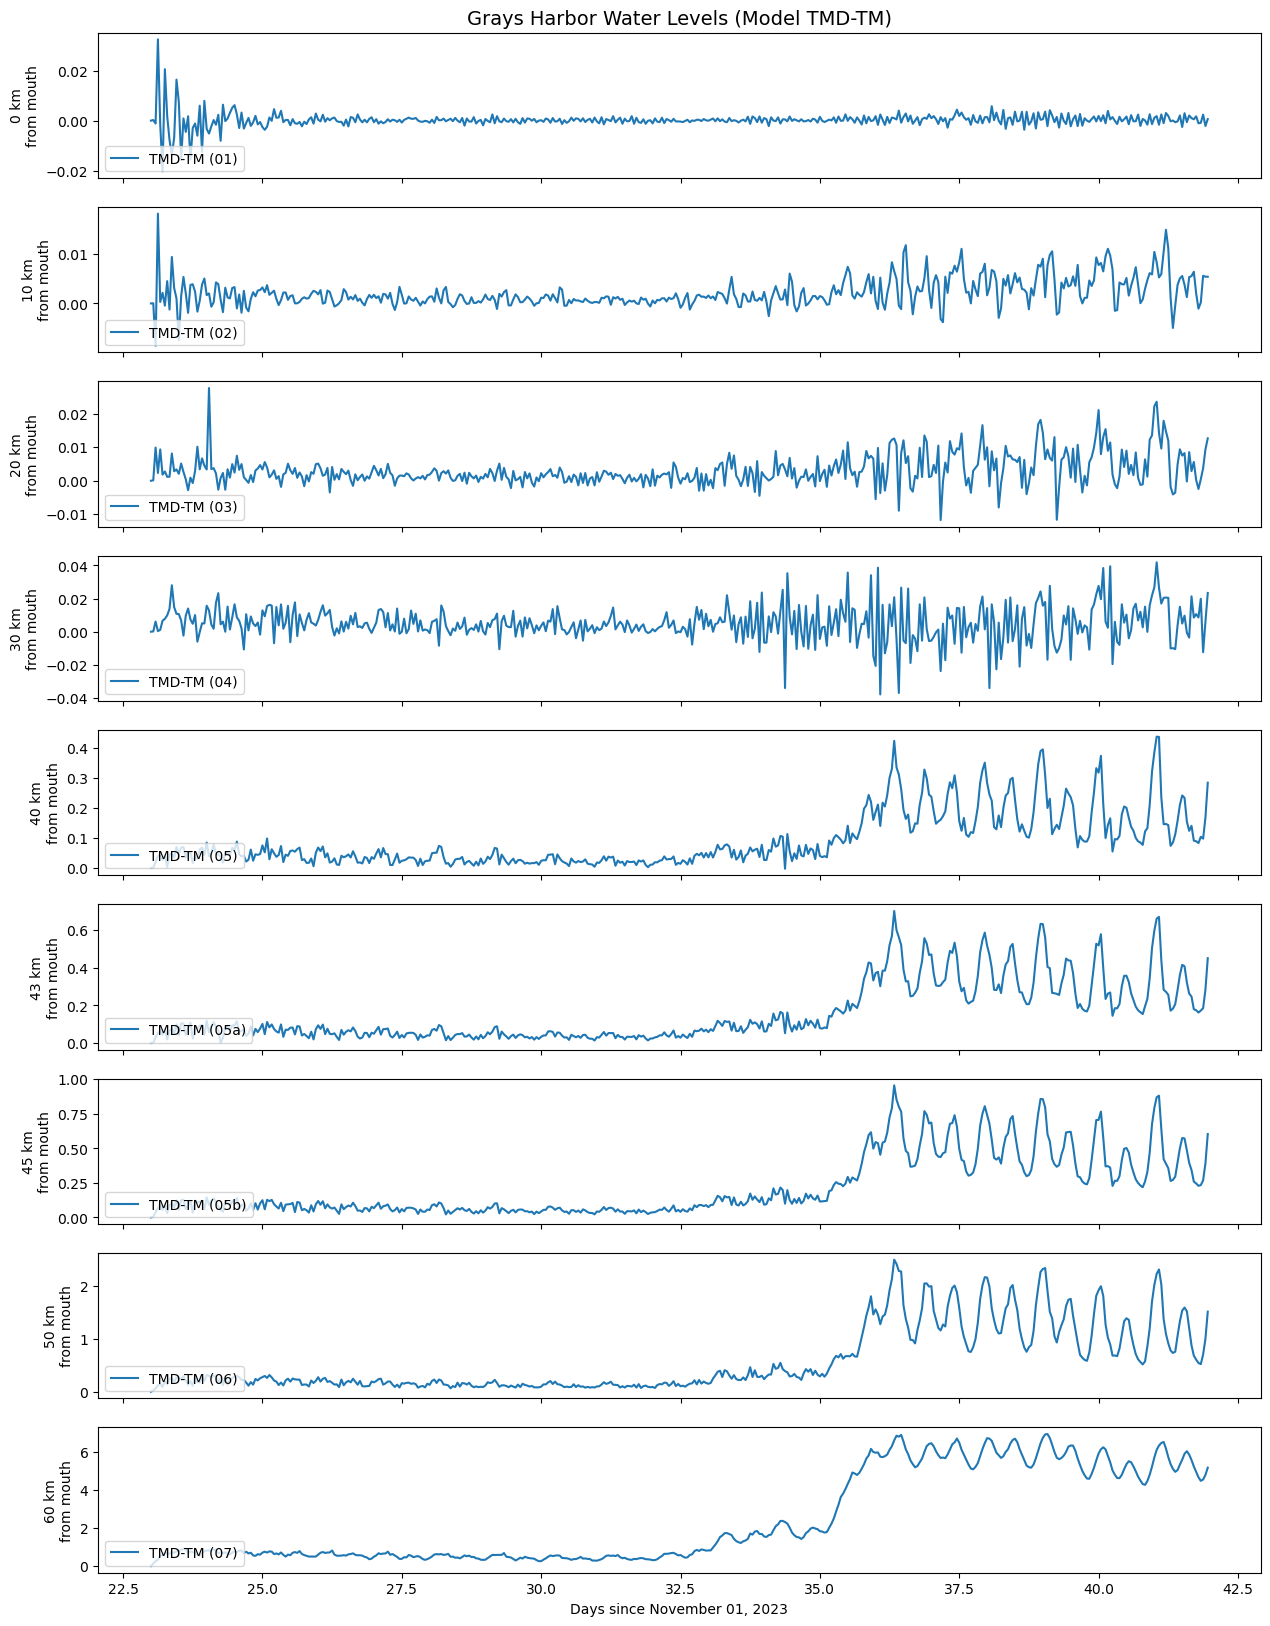 Grays Harbor Water Levels (Model TMD-TM)
0 km
from mouth
0.02
0.00
−0.02
TMD-TM (01)
10 km
from mouth
0.01
0.00
TMD-TM (02)
20 km
from mouth
0.02
0.01
0.00
−0.01
TMD-TM (03)
30 km
from mouth
0.04
0.02
0.00
−0.02
−0.04
TMD-TM (04)
40 km
from mouth
0.4
0.3
0.2
0.1
0.0
TMD-TM (05)
43 km
from mouth
0.6
0.4
0.2
0.0
TMD-TM (05a)
45 km
from mouth
1.00
0.75
0.50
0.25
0.00
TMD-TM (05b)
50 km
from mouth
2
1
0
TMD-TM (06)
60 km
from mouth
6
4
2
0
TMD-TM (07)
22.5 25.0 27.5 30.0 32.5 35.0 37.5 40.0 42.5
Days since November 01, 2023